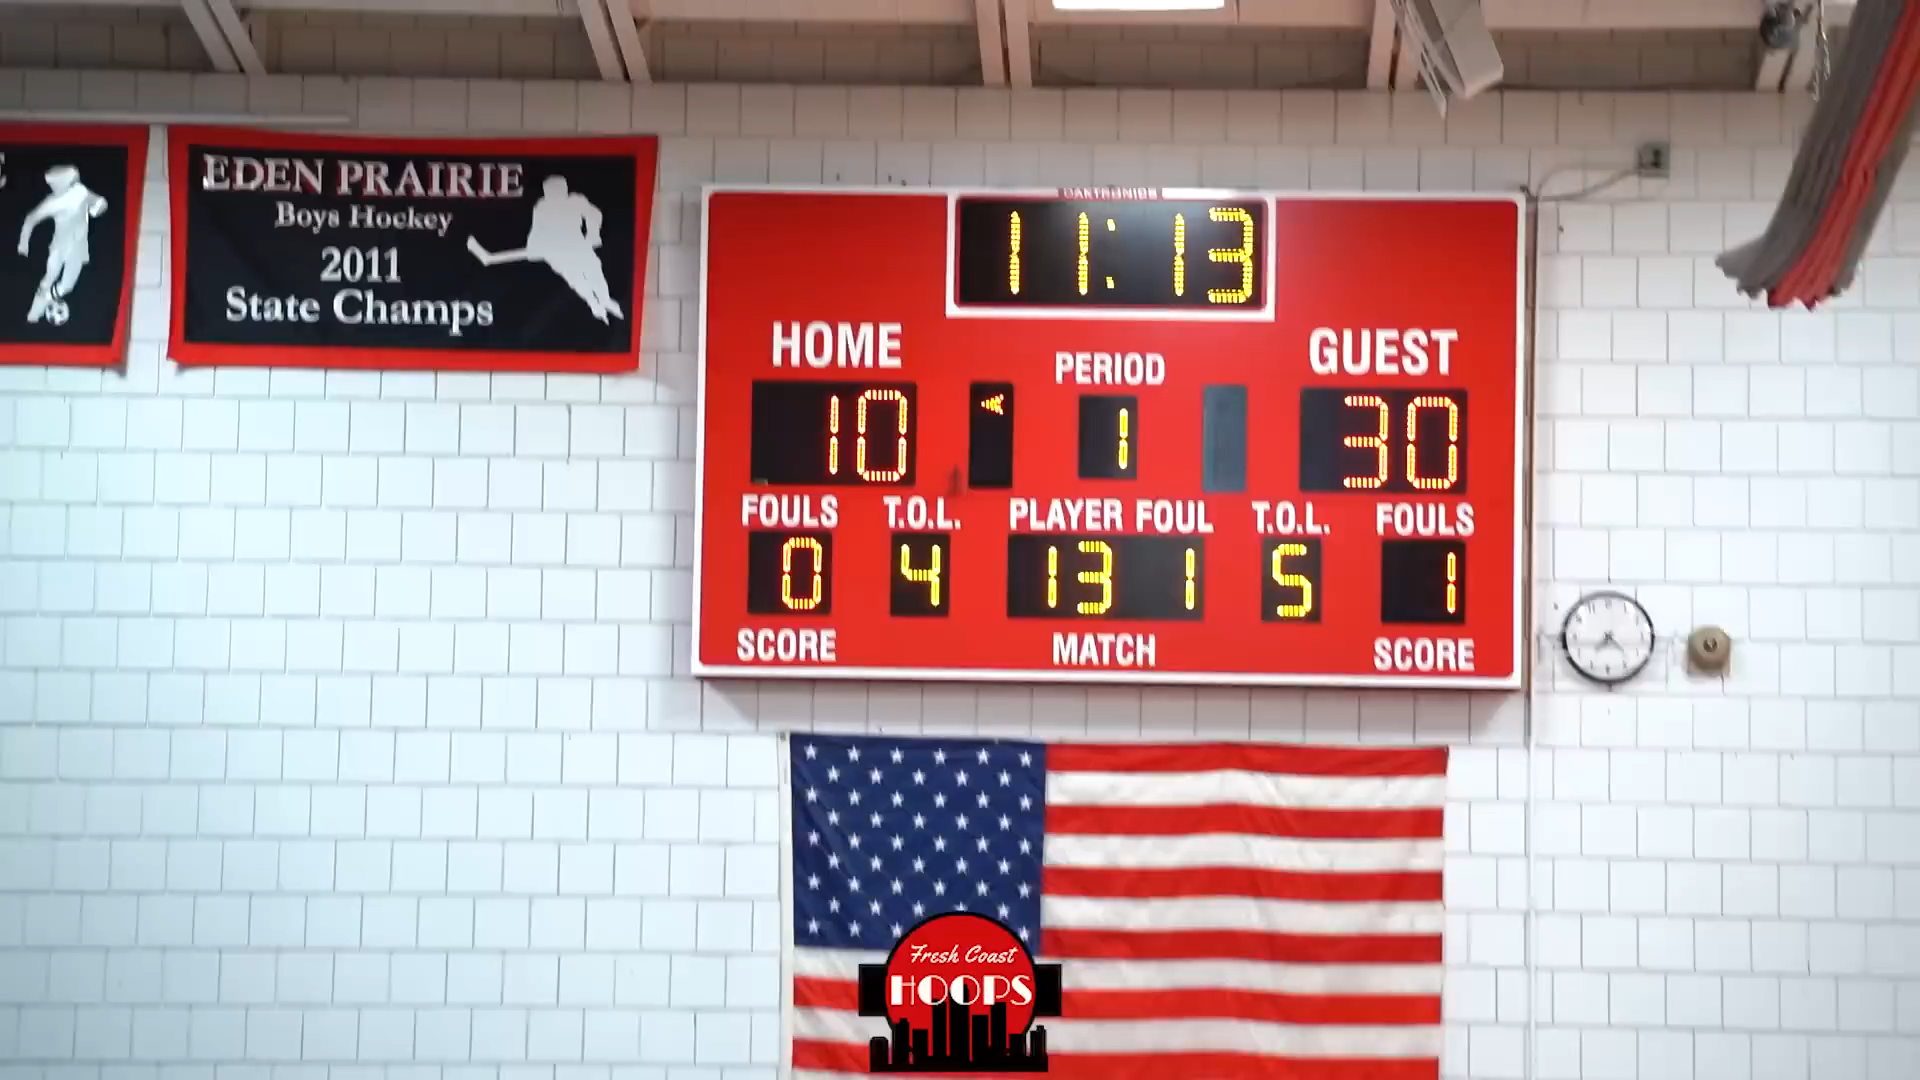 EDEN PRAIRIE
Boys Hockey
2011
State Champs
DAKTRONICS
11:13
HOME
PERIOD
GUEST
10
1
30
FOULS
T.O.L.
PLAYER FOUL
T.O.L.
FOULS
0
4
13 1
5
1
SCORE
MATCH
SCORE
Fresh Coast
HOOPS